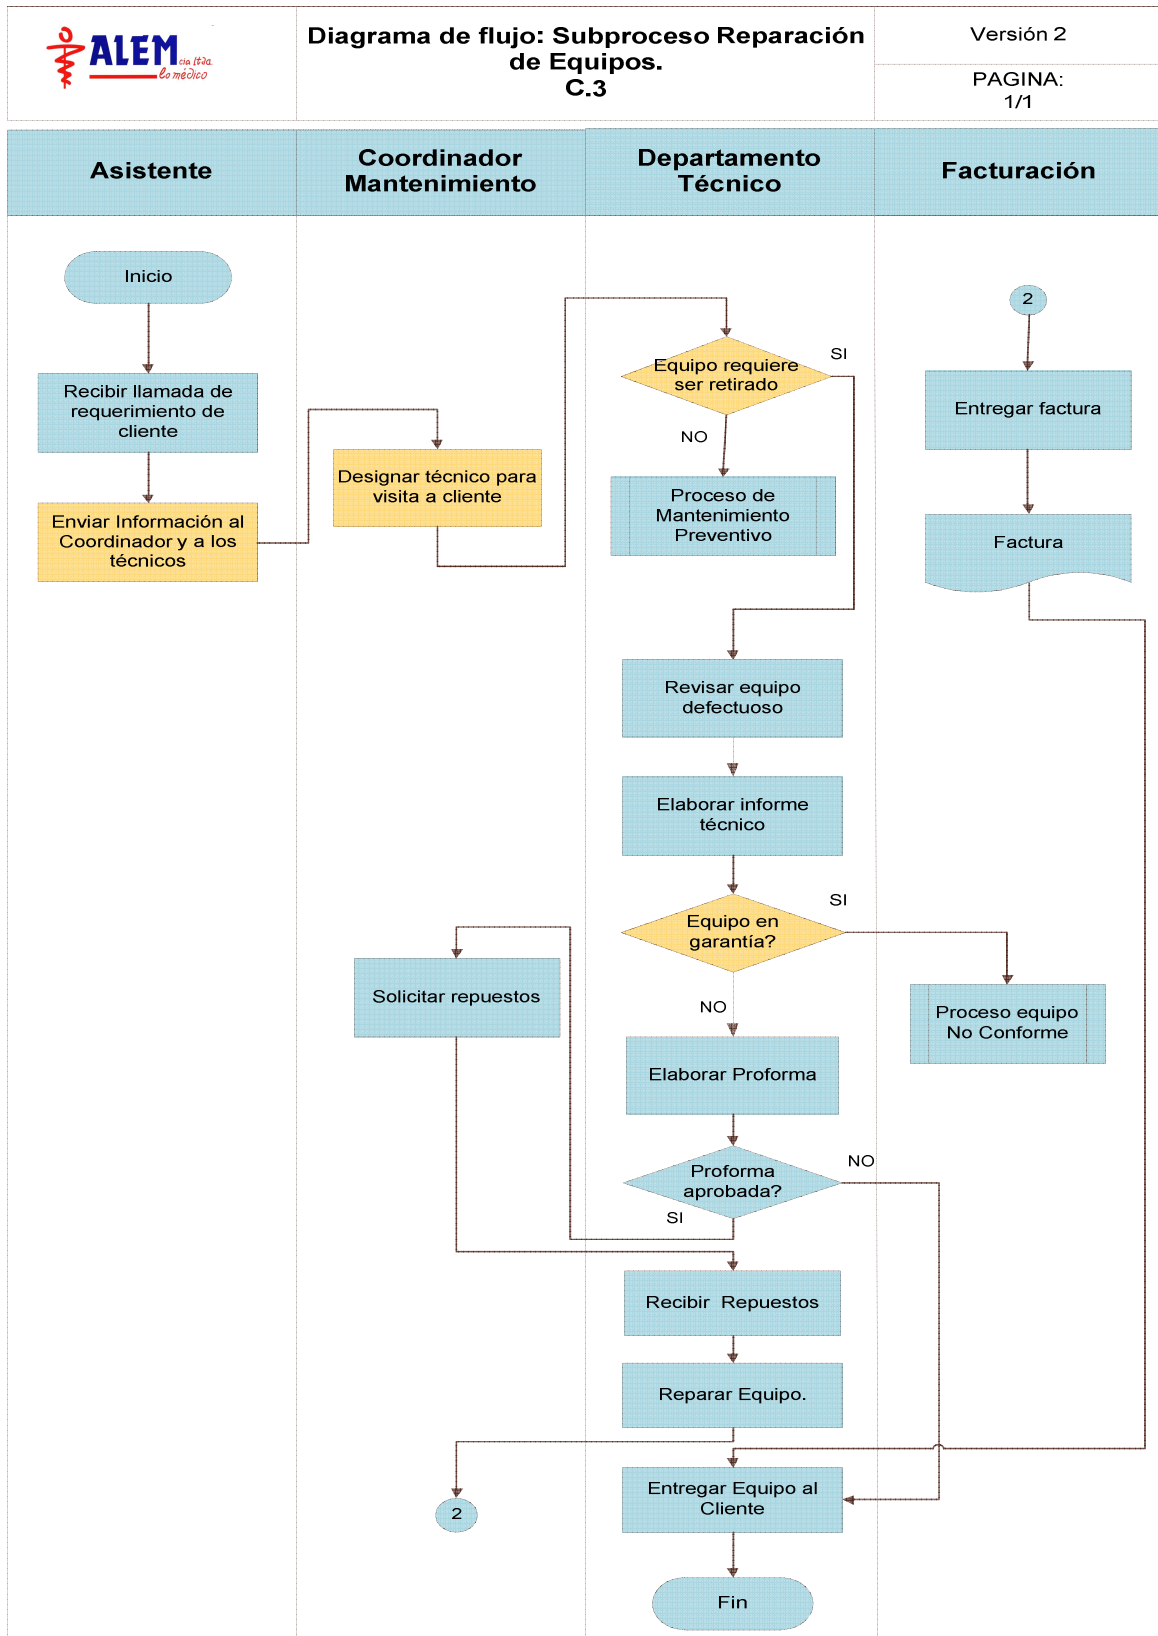 ALEM
cia ltda.
lo médico
Diagrama de flujo: Subproceso Reparación
de Equipos.
C.3
Versión 2
PAGINA:
1/1
Asistente
Coordinador
Mantenimiento
Departamento
Técnico
Facturación
Inicio
Recibir llamada de
requerimiento de
cliente
Enviar Información al
Coordinador y a los
técnicos
Designar técnico para
visita a cliente
Equipo requiere
ser retirado
SI
NO
Proceso de
Mantenimiento
Preventivo
2
Entregar factura
Factura
Revisar equipo
defectuoso
Elaborar informe
técnico
Equipo en
garantía?
SI
NO
Proceso equipo
No Conforme
Solicitar repuestos
Elaborar Proforma
Proforma
aprobada?
NO
SI
Recibir  Repuestos
Reparar Equipo.
2
Entregar Equipo al
Cliente
Fin